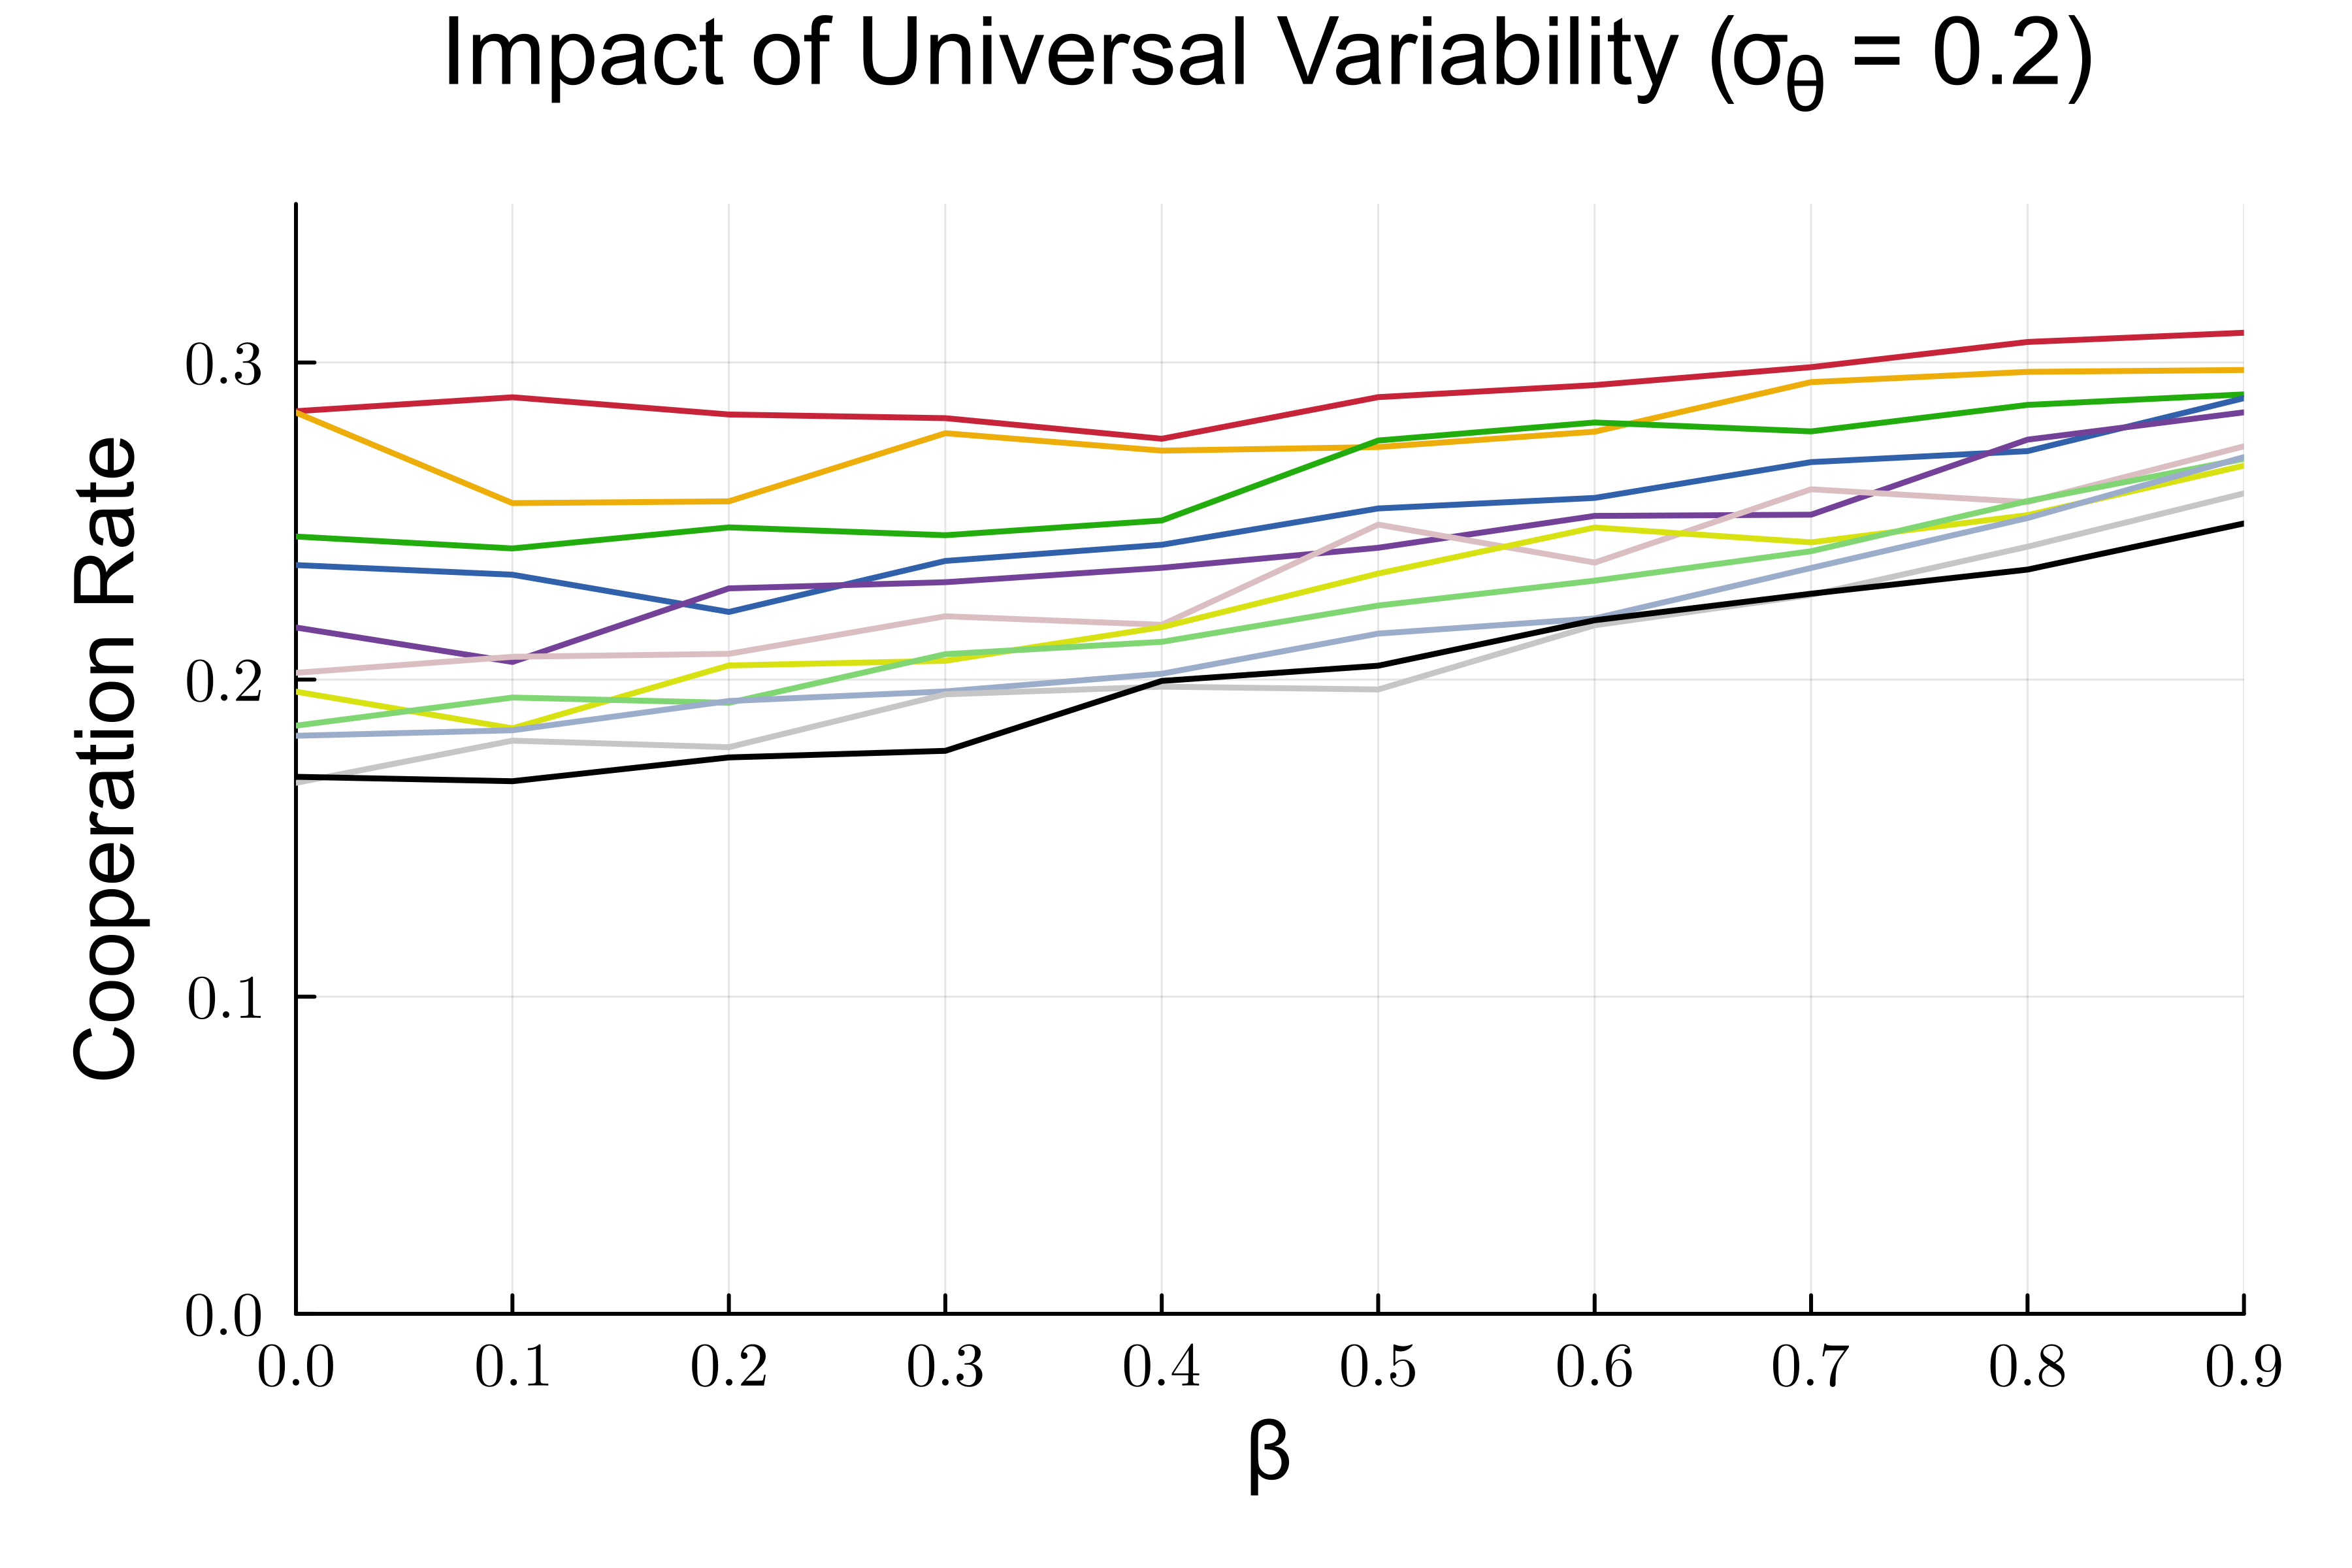 Impact of Universal Variability (σθ = 0.2)
Cooperation Rate
0.3
0.2
0.1
0.0
0.0 0.1 0.2 0.3 0.4 0.5 0.6 0.7 0.8 0.9
β